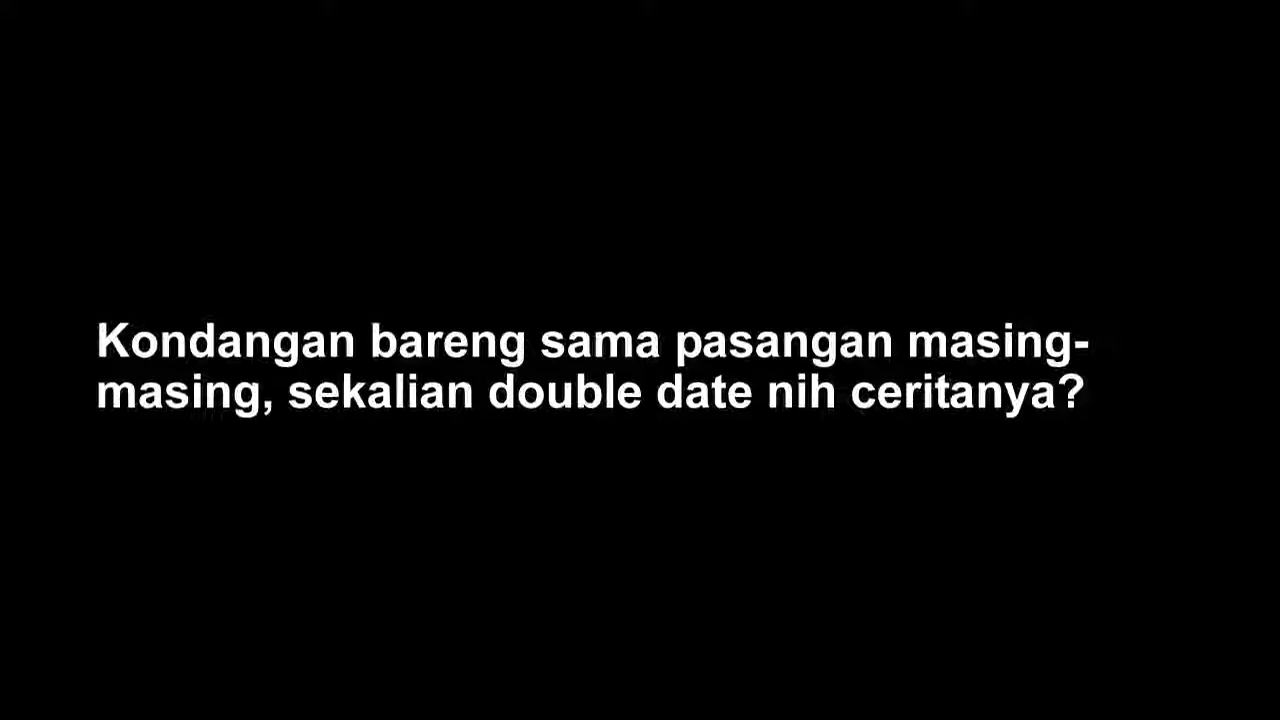 Kondangan bareng sama pasangan masing-
masing, sekalian double date nih ceritanya?